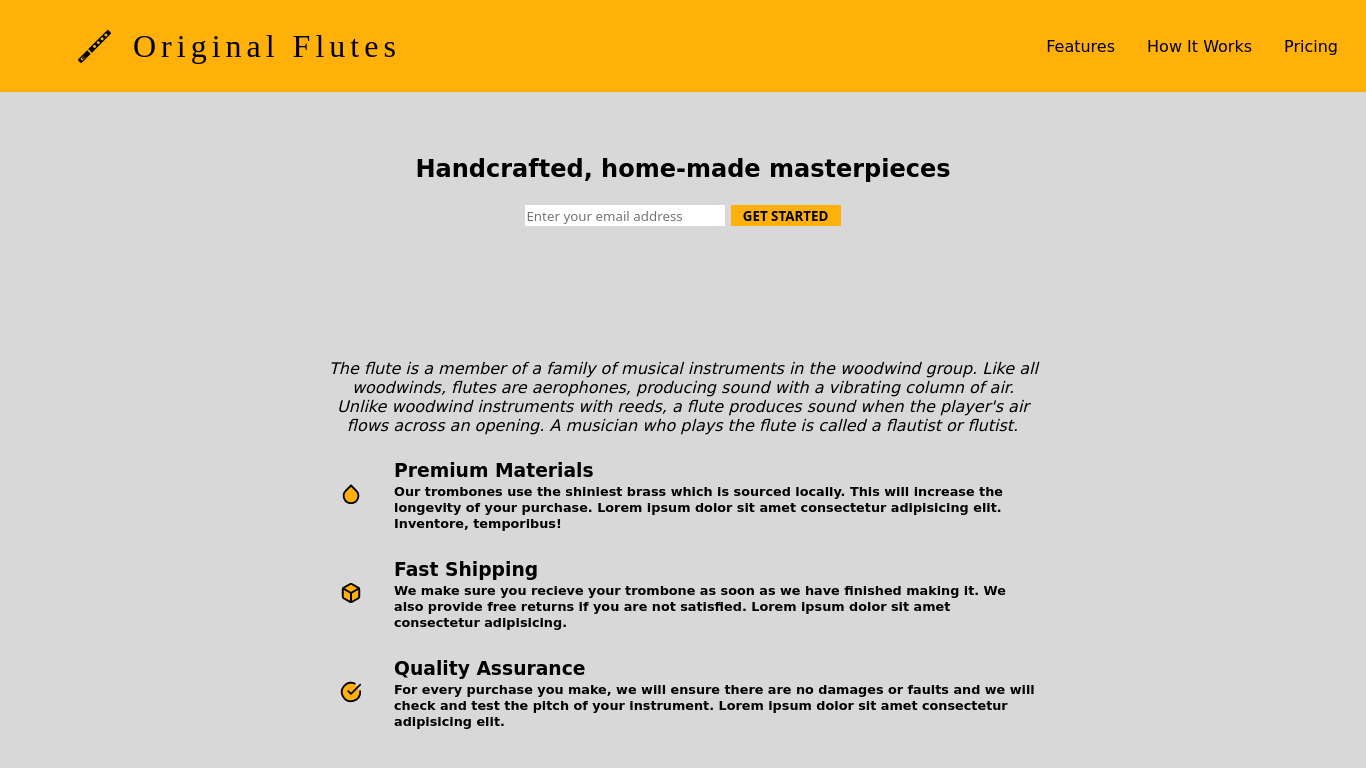 Original Flutes
Features
How It Works
Pricing
Handcrafted, home-made masterpieces
Enter your email address
GET STARTED
The flute is a member of a family of musical instruments in the woodwind group. Like all
woodwinds, flutes are aerophones, producing sound with a vibrating column of air.
Unlike woodwind instruments with reeds, a flute produces sound when the player's air
flows across an opening. A musician who plays the flute is called a flautist or flutist.
Premium Materials
Our trombones use the shiniest brass which is sourced locally. This will increase the
longevity of your purchase. Lorem ipsum dolor sit amet consectetur adipisicing elit.
Inventore, temporibus!
Fast Shipping
We make sure you recieve your trombone as soon as we have finished making it. We
also provide free returns if you are not satisfied. Lorem ipsum dolor sit amet
consectetur adipisicing.
Quality Assurance
For every purchase you make, we will ensure there are no damages or faults and we will
check and test the pitch of your instrument. Lorem ipsum dolor sit amet consectetur
adipisicing elit.